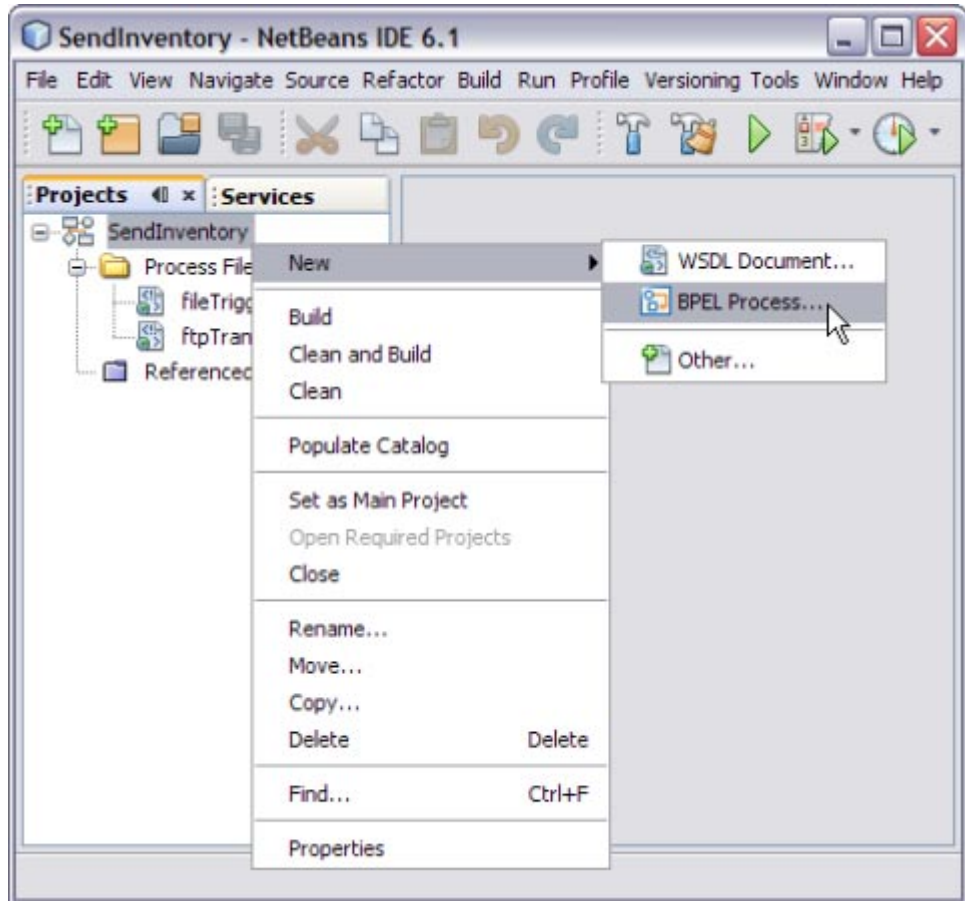 SendInventory - NetBeans IDE 6.1
File Edit View Navigate Source Refactor Build Run Profile Versioning Tools Window Help
Projects Services
SendInventory
Process File
fileTrigg
ftpTran
Referenced
New
Build
Clean and Build
Clean
Populate Catalog
Set as Main Project
Open Required Projects
Close
Rename...
Move...
Copy...
Delete Delete
Find... Ctrl+F
Properties
WSDL Document...
BPEL Process...
Other...